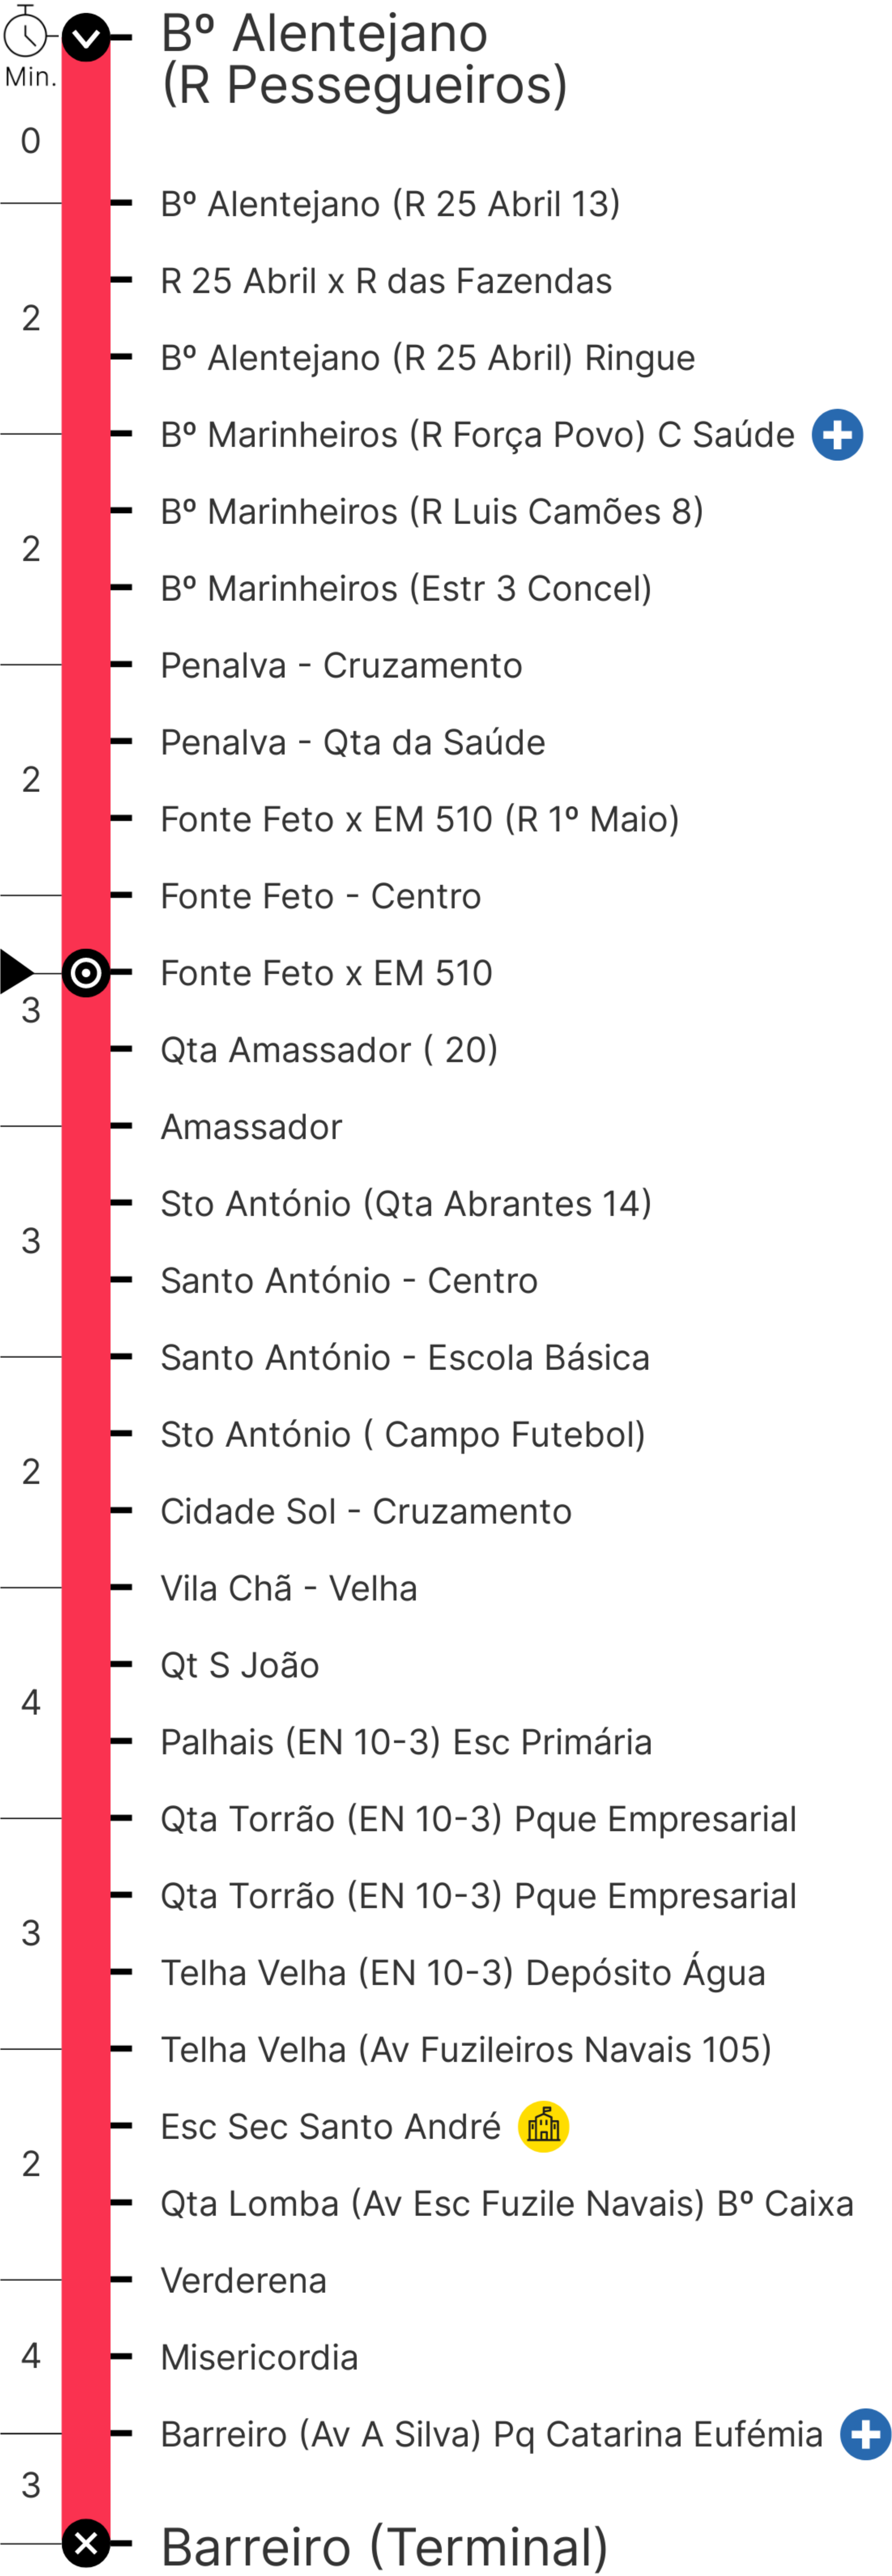 Bº Alentejano
(R Pessegueiros)
Min.
0
Bº Alentejano (R 25 Abril 13)
R 25 Abril x R das Fazendas
2
Bº Alentejano (R 25 Abril) Ringue
Bº Marinheiros (R Força Povo) C Saúde
Bº Marinheiros (R Luis Camões 8)
2
Bº Marinheiros (Estr 3 Concel)
Penalva - Cruzamento
Penalva - Qta da Saúde
2
Fonte Feto x EM 510 (R 1º Maio)
Fonte Feto - Centro
Fonte Feto x EM 510
3
Qta Amassador ( 20)
Amassador
Sto António (Qta Abrantes 14)
3
Santo António - Centro
Santo António - Escola Básica
Sto António ( Campo Futebol)
2
Cidade Sol - Cruzamento
Vila Chã - Velha
Qt S João
4
Palhais (EN 10-3) Esc Primária
Qta Torrão (EN 10-3) Pque Empresarial
Qta Torrão (EN 10-3) Pque Empresarial
3
Telha Velha (EN 10-3) Depósito Água
Telha Velha (Av Fuzileiros Navais 105)
Esc Sec Santo André
2
Qta Lomba (Av Esc Fuzile Navais) Bº Caixa
Verderena
4
Misericordia
Barreiro (Av A Silva) Pq Catarina Eufémia
3
Barreiro (Terminal)